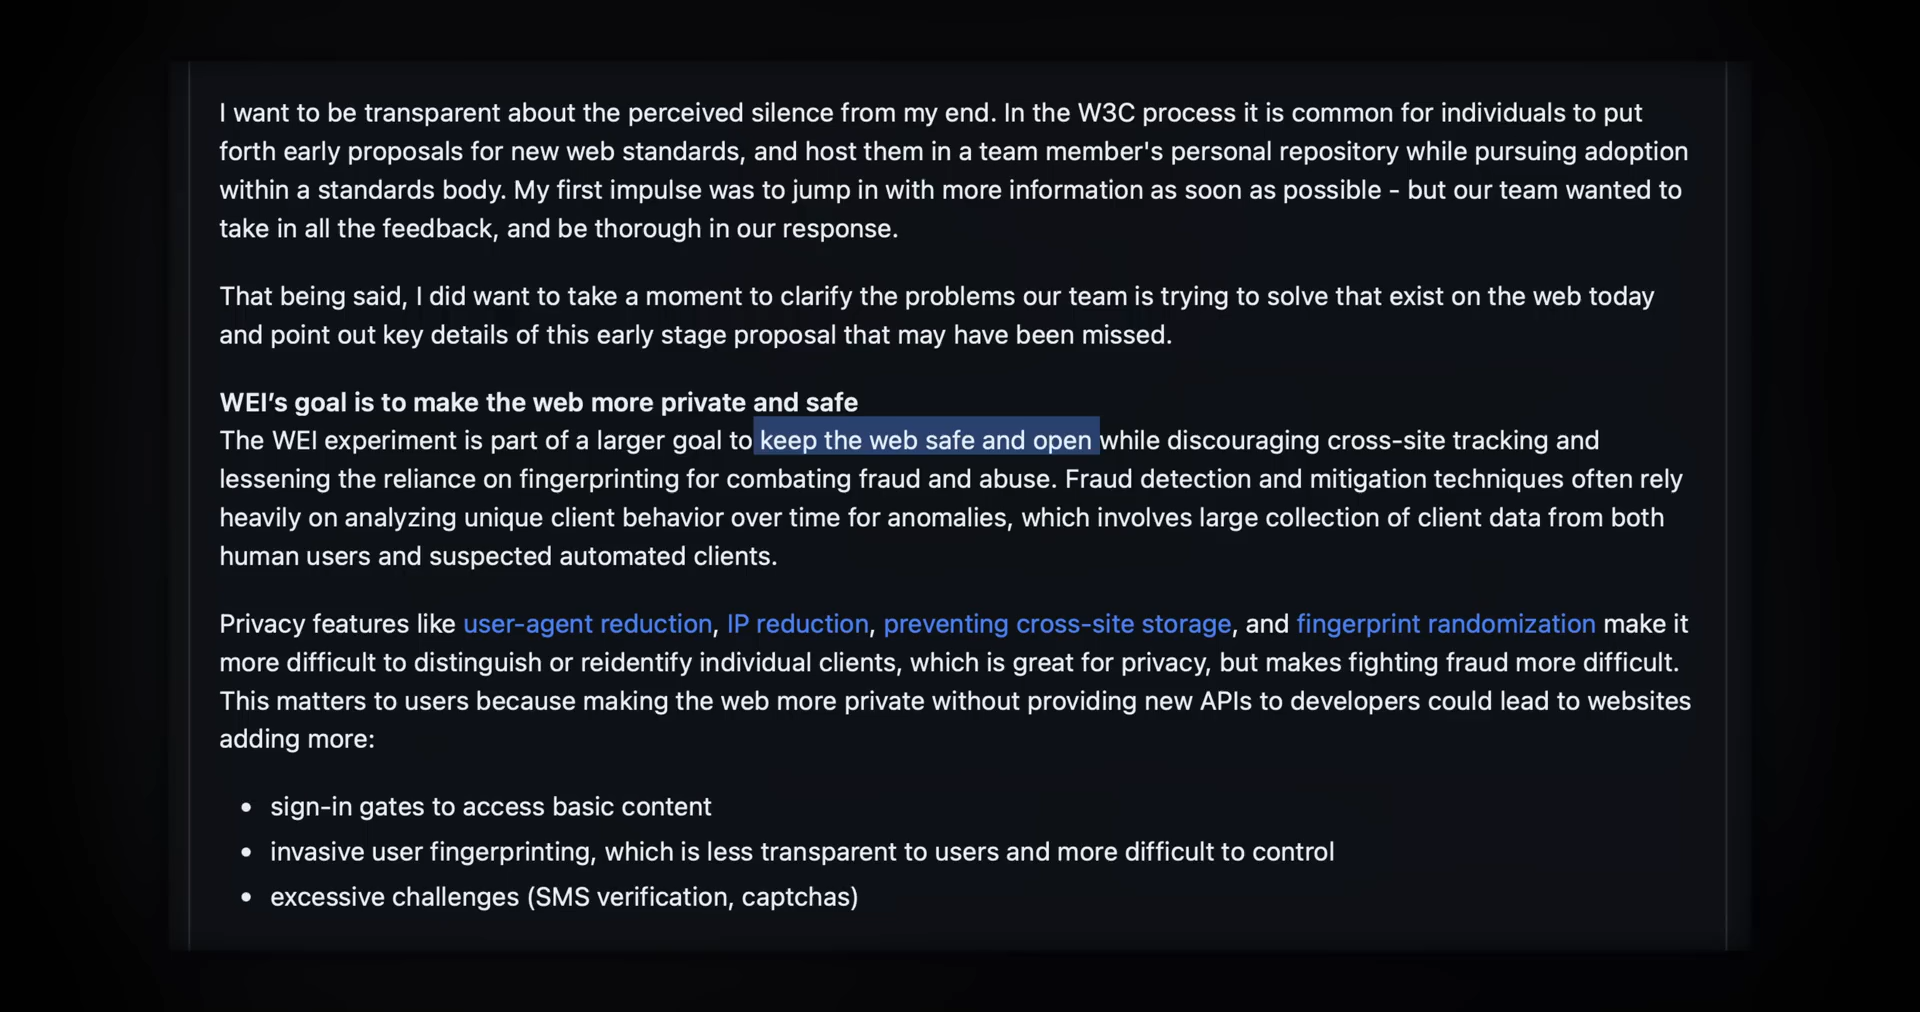 I want to be transparent about the perceived silence from my end. In the W3C process it is common for individuals to put
forth early proposals for new web standards, and host them in a team member's personal repository while pursuing adoption
within a standards body. My first impulse was to jump in with more information as soon as possible - but our team wanted to
take in all the feedback, and be thorough in our response.
That being said, I did want to take a moment to clarify the problems our team is trying to solve that exist on the web today
and point out key details of this early stage proposal that may have been missed.
WEI’s goal is to make the web more private and safe
The WEI experiment is part of a larger goal to keep the web safe and open while discouraging cross-site tracking and
lessening the reliance on fingerprinting for combating fraud and abuse. Fraud detection and mitigation techniques often rely
heavily on analyzing unique client behavior over time for anomalies, which involves large collection of client data from both
human users and suspected automated clients.
Privacy features like user-agent reduction, IP reduction, preventing cross-site storage, and fingerprint randomization make it
more difficult to distinguish or reidentify individual clients, which is great for privacy, but makes fighting fraud more difficult.
This matters to users because making the web more private without providing new APIs to developers could lead to websites
adding more:
• sign-in gates to access basic content
• invasive user fingerprinting, which is less transparent to users and more difficult to control
• excessive challenges (SMS verification, captchas)